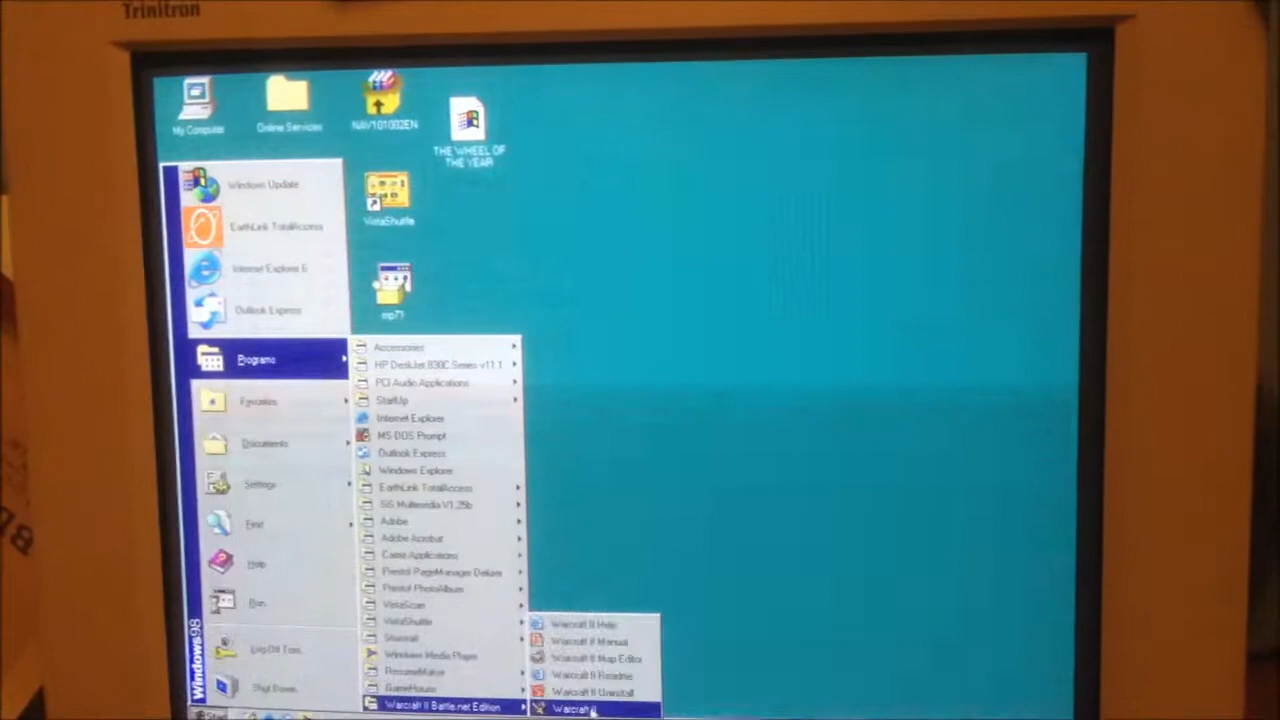 Trinitron
My Computer
Online Services
NAV101002EN
THE WHEEL OF
THE YEAR
VistaShuttle
mp71
Windows Update
EarthLink TotalAccess
Internet Explorer 6
Outlook Express
Programs
Favorites
Documents
Settings
Find
Help
Run...
Log Off Tom...
Shut Down...
Windows98
Start
Accessories
HP DeskJet 830C Series v11.1
PCI Audio Applications
StartUp
Internet Explorer
MS-DOS Prompt
Outlook Express
Windows Explorer
EarthLink TotalAccess
SiS Multimedia V1.25b
Adobe
Adobe Acrobat
Presto! PageManager Deluxe
Presto! PhotoAlbum
VistaScan
VistaShuttle
Starcraft
Windows Media Player
ResumeMaker
GameHouse
Warcraft II Battle.net Edition
Warcraft II Help
Warcraft II Manual
Warcraft II Map Editor
Warcraft II Readme
Warcraft II Uninstall
Warcraft II